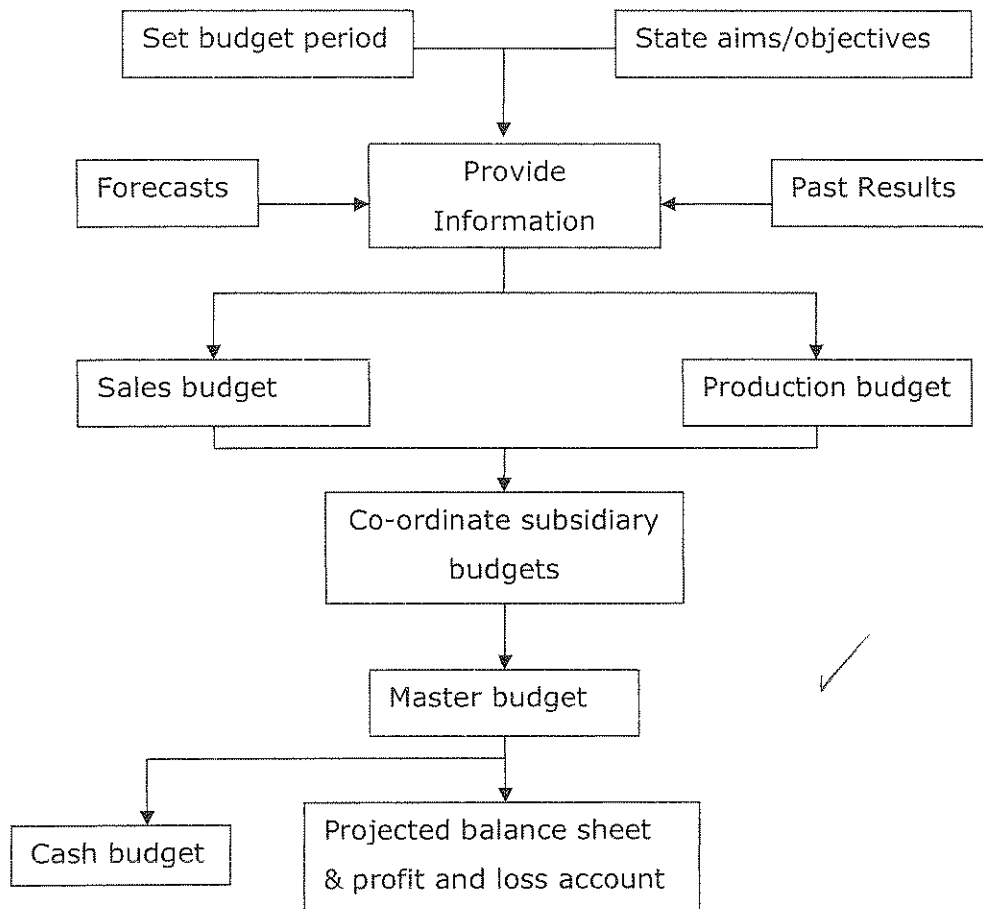 Set budget period
State aims/objectives
Forecasts
Provide
Information
Past Results
Sales budget
Production budget
Co-ordinate subsidiary
budgets
Master budget
Cash budget
Projected balance sheet
& profit and loss account